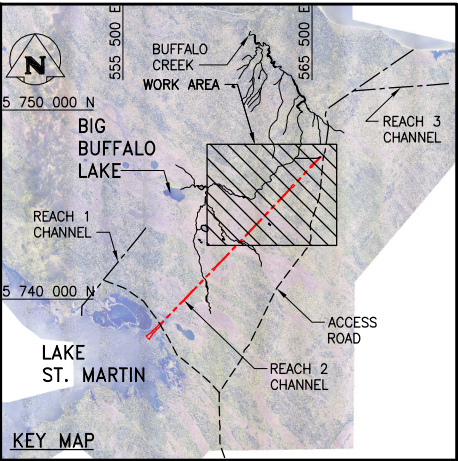 N
555 500 E
565 500 E
BUFFALO
CREEK
WORK AREA
5 750 000 N
BIG
BUFFALO
LAKE
REACH 3
CHANNEL
REACH 1
CHANNEL
5 740 000 N
ACCESS
ROAD
LAKE
ST. MARTIN
REACH 2
CHANNEL
KEY MAP